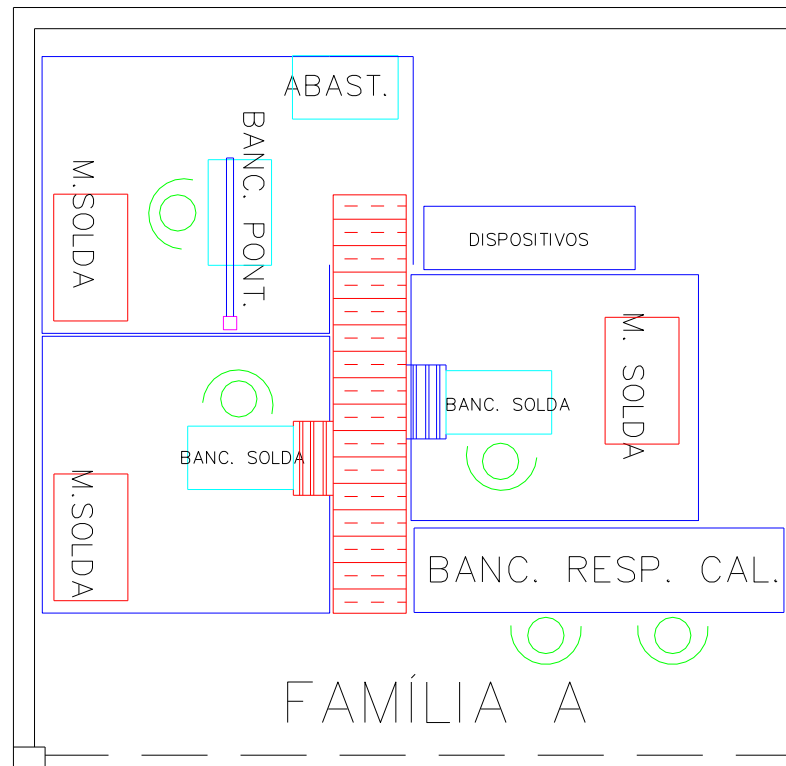 ABAST.
BANC. PONT.
M.SOLDA
DISPOSITIVOS
M. SOLDA
BANC. SOLDA
BANC. SOLDA
M.SOLDA
BANC. RESP. CAL.
FAMÍLIA A